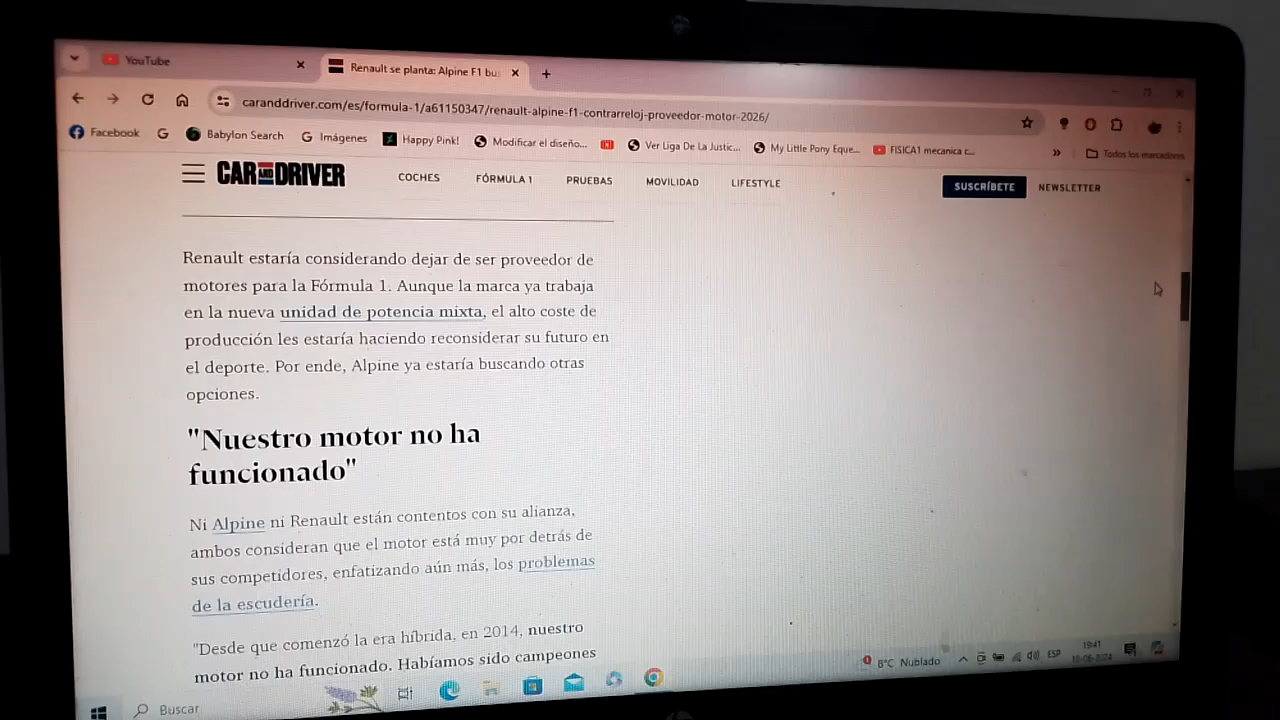 YouTube
Renault se planta: Alpine F1 bu
caranddriver.com/es/formula-1/a61150347/renault-alpine-f1-contrarreloj-proveedor-motor-2026/
Facebook
Babylon Search
Imágenes
Happy Pink!
Modificar el diseño...
Ver Liga De La Justic...
My Little Pony Eque...
FISICA1 mecanica c...
Todos los marcadores
CAR AND DRIVER
COCHES
FÓRMULA 1
PRUEBAS
MOVILIDAD
LIFESTYLE
SUSCRÍBETE
NEWSLETTER
Renault estaría considerando dejar de ser proveedor de
motores para la Fórmula 1. Aunque la marca ya trabaja
en la nueva unidad de potencia mixta, el alto coste de
producción les estaría haciendo reconsiderar su futuro en
el deporte. Por ende, Alpine ya estaría buscando otras
opciones.
"Nuestro motor no ha
funcionado"
Ni Alpine ni Renault están contentos con su alianza,
ambos consideran que el motor está muy por detrás de
sus competidores, enfatizando aún más, los problemas
de la escudería.
"Desde que comenzó la era híbrida, en 2014, nuestro
motor no ha funcionado. Habíamos sido campeones
Buscar
8°C Nublado
ESP
19:41